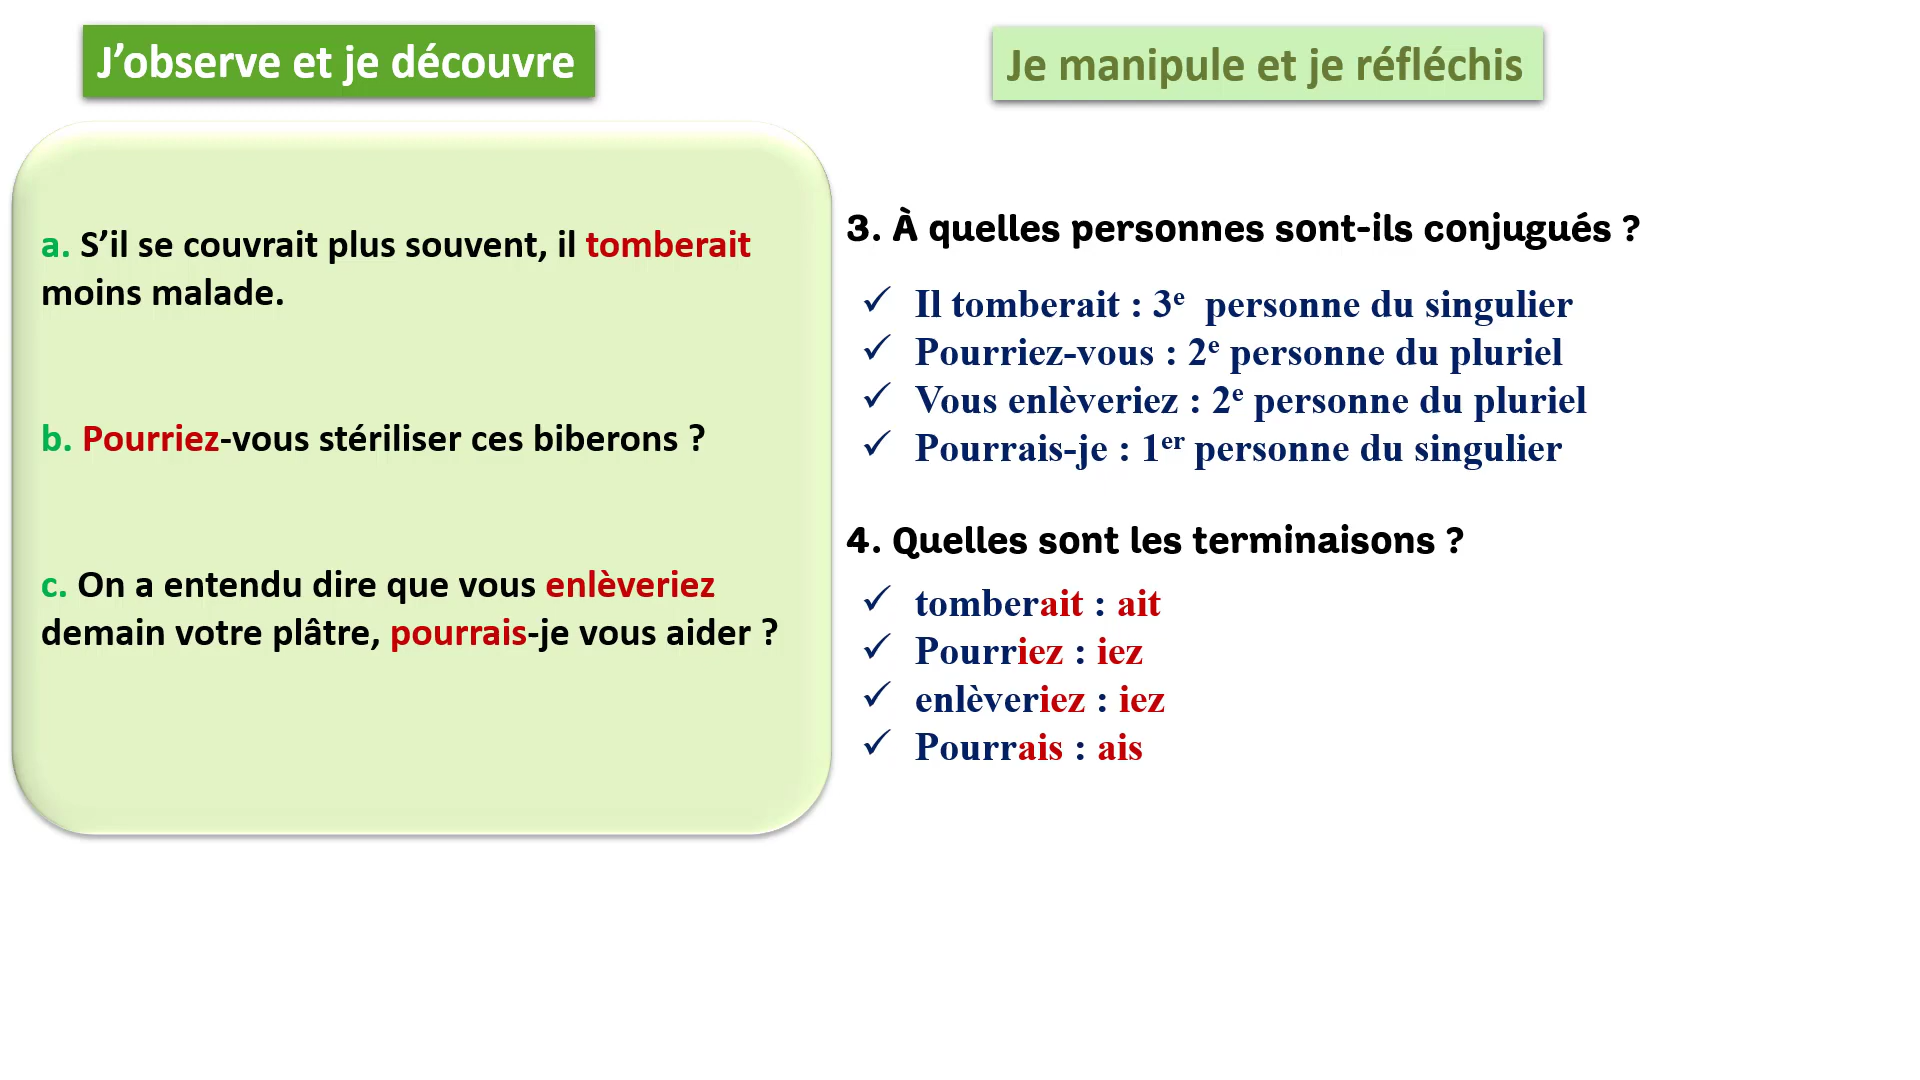 J’observe et je découvre
a. S’il se couvrait plus souvent, il tomberait
moins malade.
b. Pourriez-vous stériliser ces biberons ?
c. On a entendu dire que vous enlèveriez
demain votre plâtre, pourrais-je vous aider ?
Je manipule et je réfléchis
3. À quelles personnes sont-ils conjugués ?
✓ Il tomberait : 3e personne du singulier
✓ Pourriez-vous : 2e personne du pluriel
✓ Vous enlèveriez : 2e personne du pluriel
✓ Pourrais-je : 1er personne du singulier
4. Quelles sont les terminaisons ?
✓ tomberait : ait
✓ Pourriez : iez
✓ enlèveriez : iez
✓ Pourrais : ais